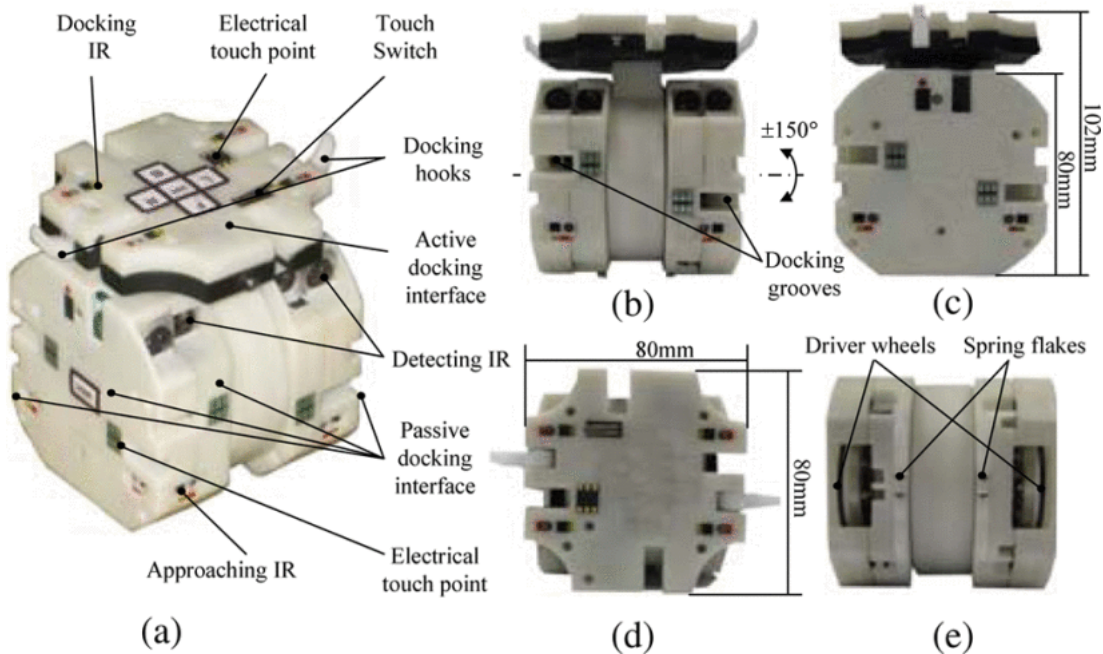 Docking
IR
Electrical
touch point
Touch
Switch
Docking
hooks
Active
docking
interface
Detecting IR
Passive
docking
interface
Electrical
touch point
Approaching IR
(a)
±150°
Docking
grooves
(b)
102mm
80mm
(c)
80mm
80mm
(d)
Driver wheels
Spring flakes
(e)